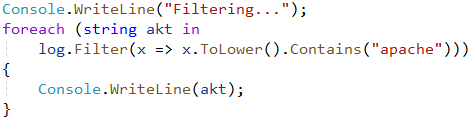 Console.WriteLine("Filtering...");
foreach (string akt in
    log.Filter(x => x.ToLower().Contains("apache")))
{
    Console.WriteLine(akt);
}